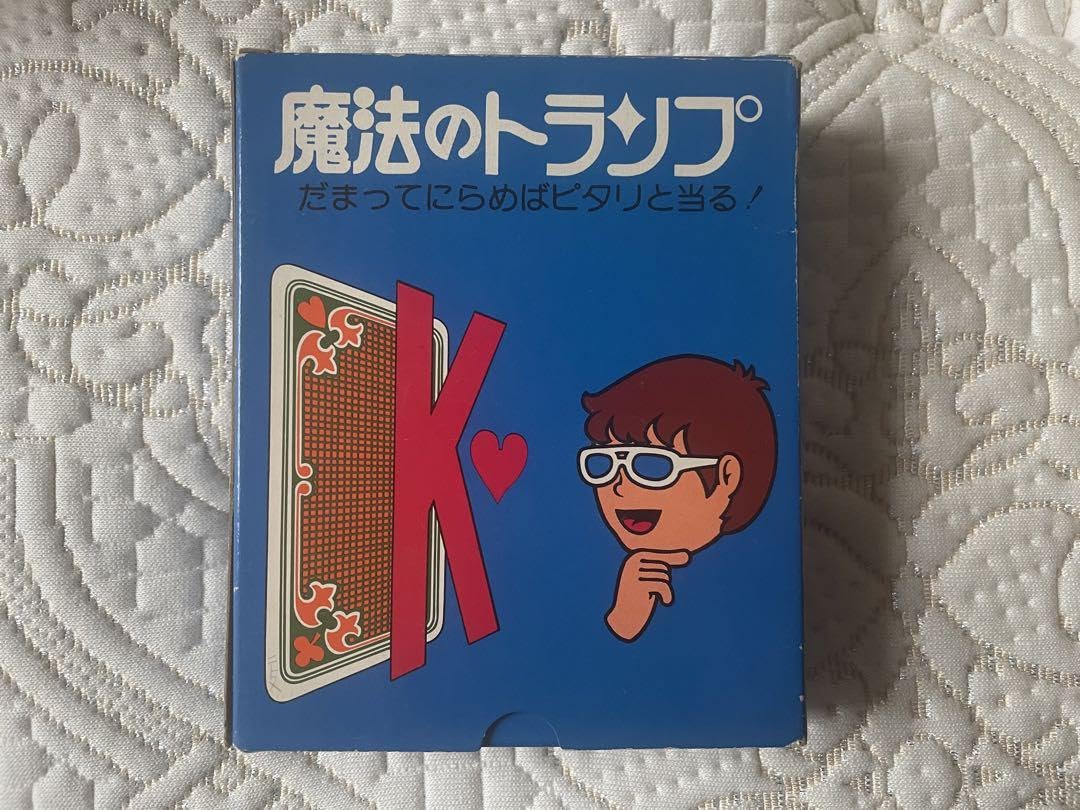 魔法のトランプ
だまってにらめばピタリと当る!
K